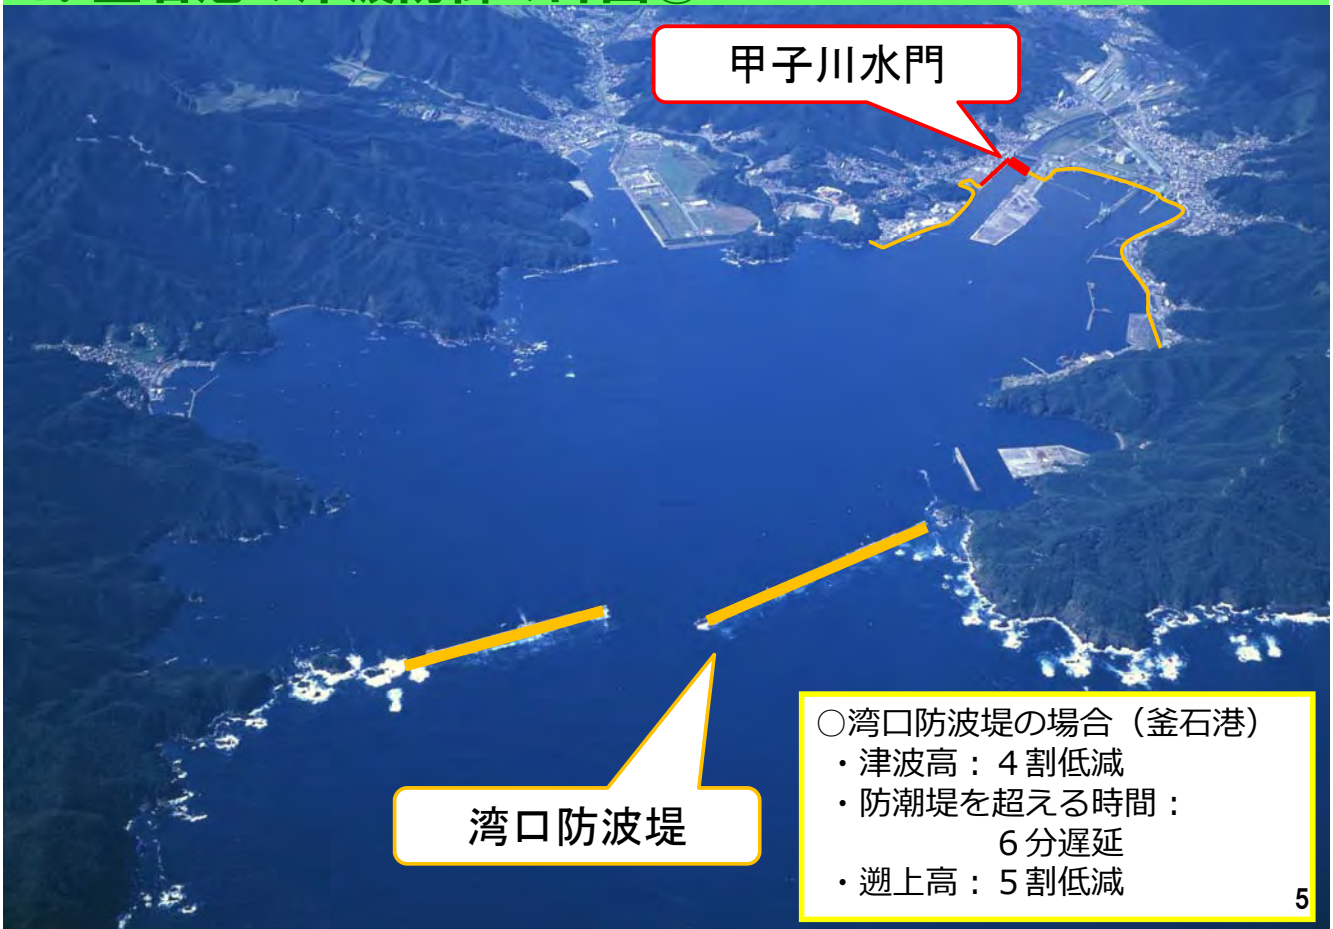 甲子川水門
湾口防波堤
○湾口防波堤の場合（釜石港）
・津波高：４割低減
・防潮堤を超える時間：
６分遅延
・遡上高：５割低減
5